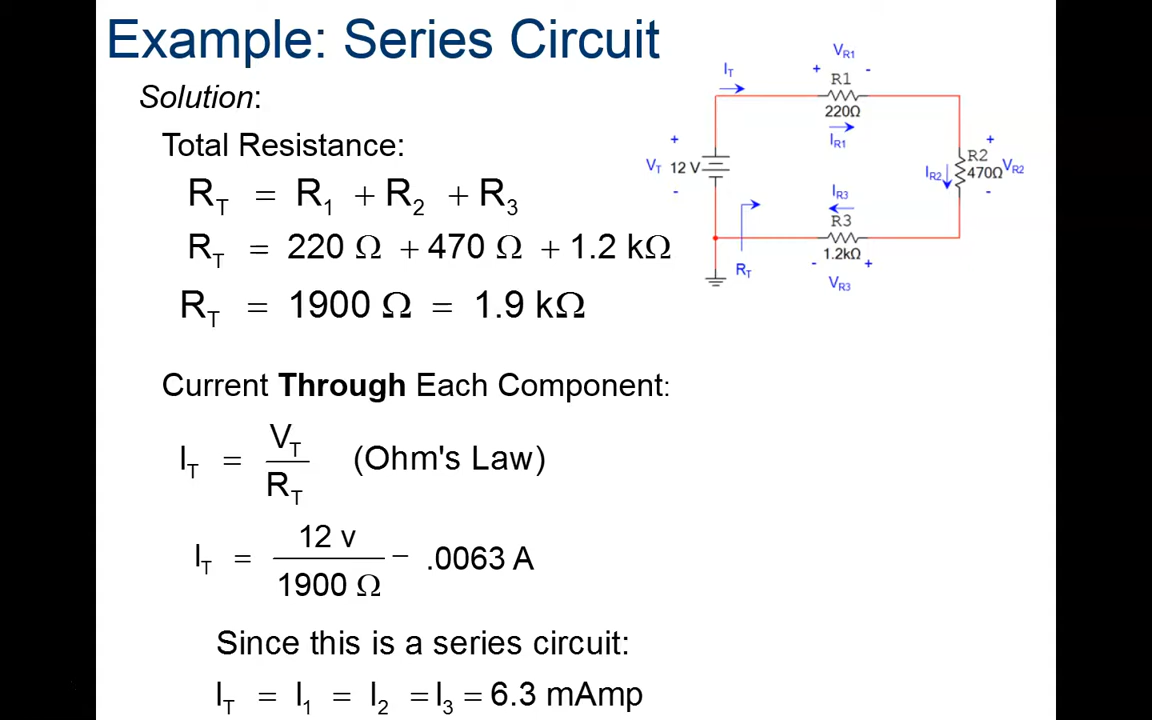 Example: Series Circuit
Solution:
Total Resistance:
R_T = R_1 + R_2 + R_3
R_T = 220 Ω + 470 Ω + 1.2 kΩ
R_T = 1900 Ω = 1.9 kΩ
Current Through Each Component:
I_T = V_T / R_T (Ohm's Law)
I_T = 12 v / 1900 Ω − .0063 A
Since this is a series circuit:
I_T = I_1 = I_2 = I_3 = 6.3 mAmp
V_R1
I_T
+ -
R1
220Ω
I_R1
+
V_T 12 V
-
+
R2
470Ω V_R2
I_R2
-
I_R3
R3
1.2kΩ
- +
V_R3
R_T